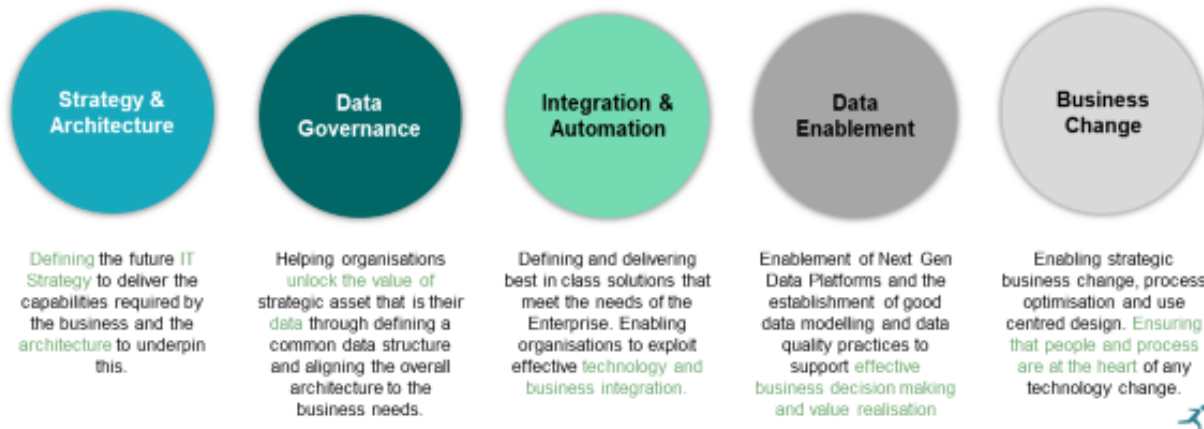 Strategy &
Architecture
Data
Governance
Integration &
Automation
Data
Enablement
Business
Change
Defining the future IT
Strategy to deliver the
capabilities required by
the business and the
architecture to underpin
this.
Helping organisations
unlock the value of
strategic asset that is their
data through defining a
common data structure
and aligning the overall
architecture to the
business needs.
Defining and delivering
best in class solutions that
meet the needs of the
Enterprise. Enabling
organisations to exploit
effective technology and
business integration.
Enablement of Next Gen
Data Platforms and the
establishment of good
data modelling and data
quality practices to
support effective
business decision making
and value realisation
Enabling strategic
business change, process
optimisation and use
centred design. Ensuring
that people and process
are at the heart of any
technology change.